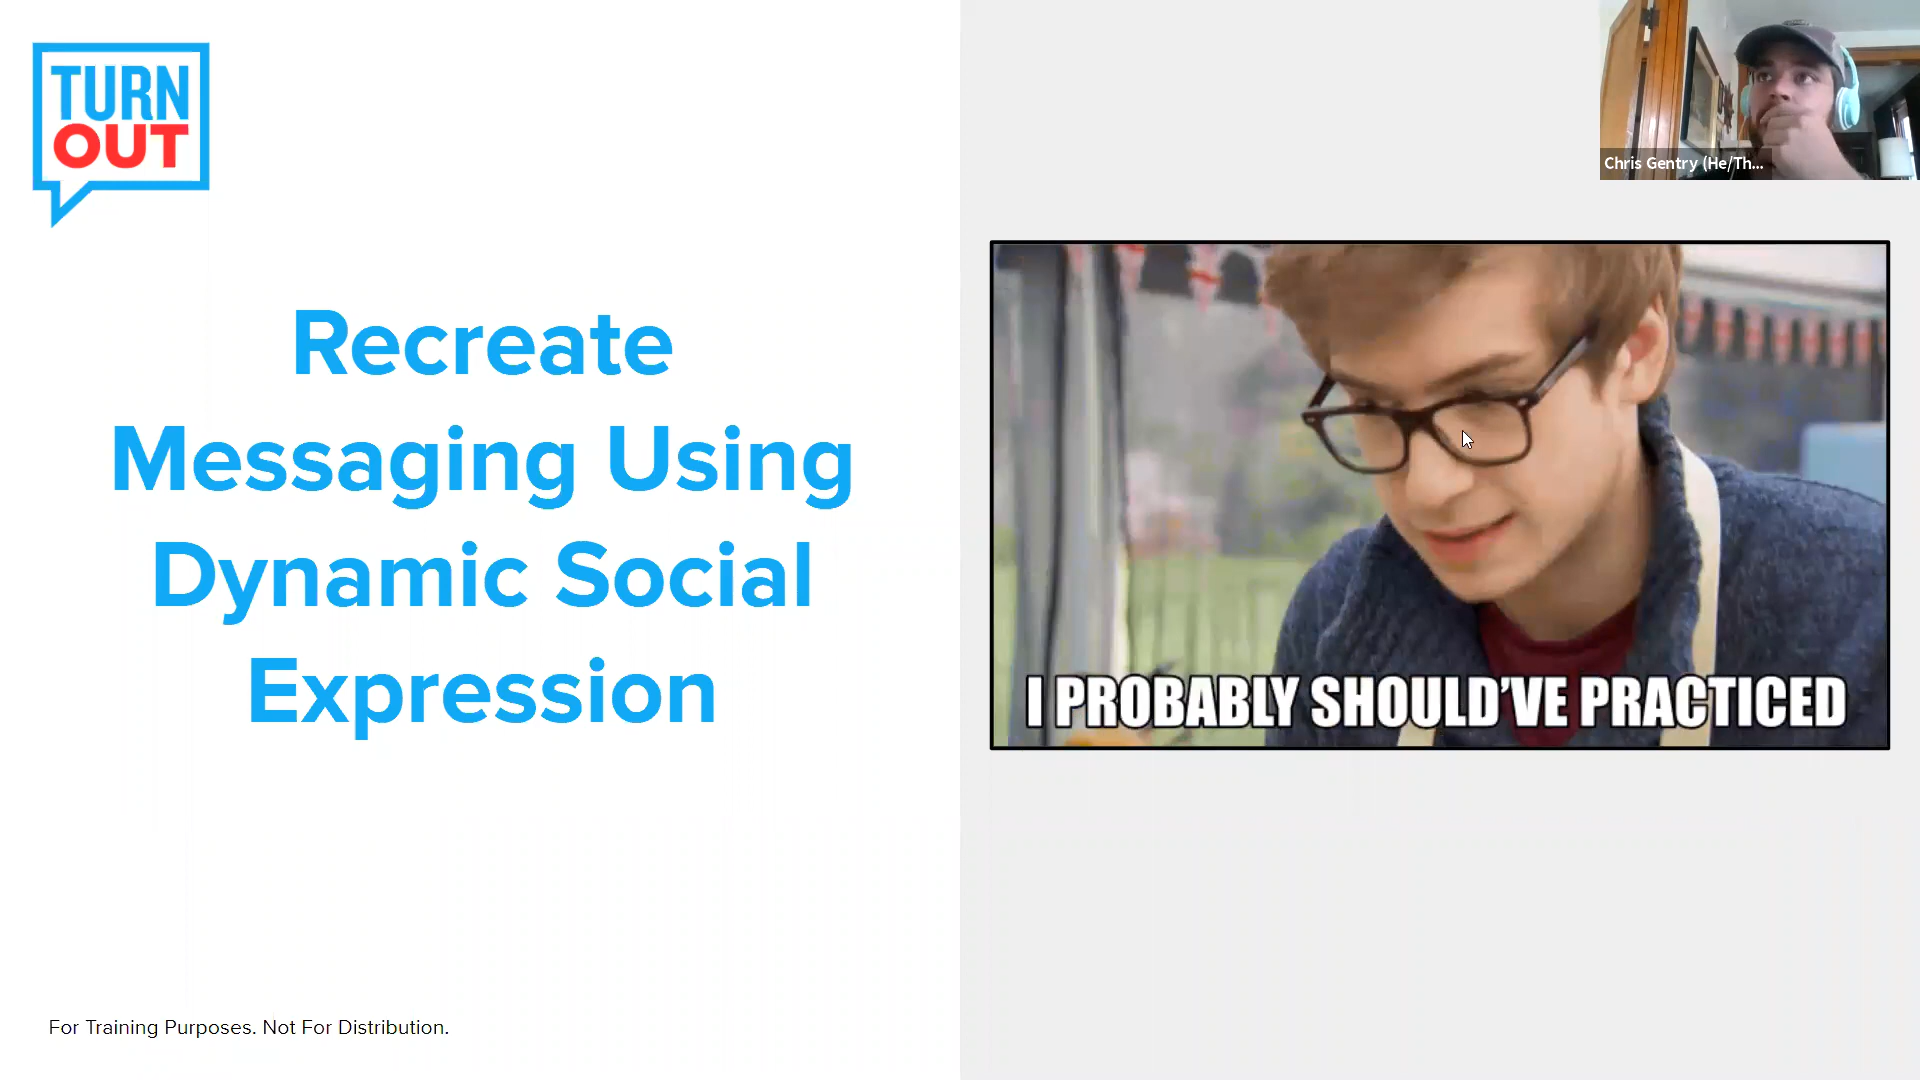 TURN
OUT
Chris Gentry (He/Th...
Recreate
Messaging Using
Dynamic Social
Expression
I PROBABLY SHOULD'VE PRACTICED
For Training Purposes. Not For Distribution.